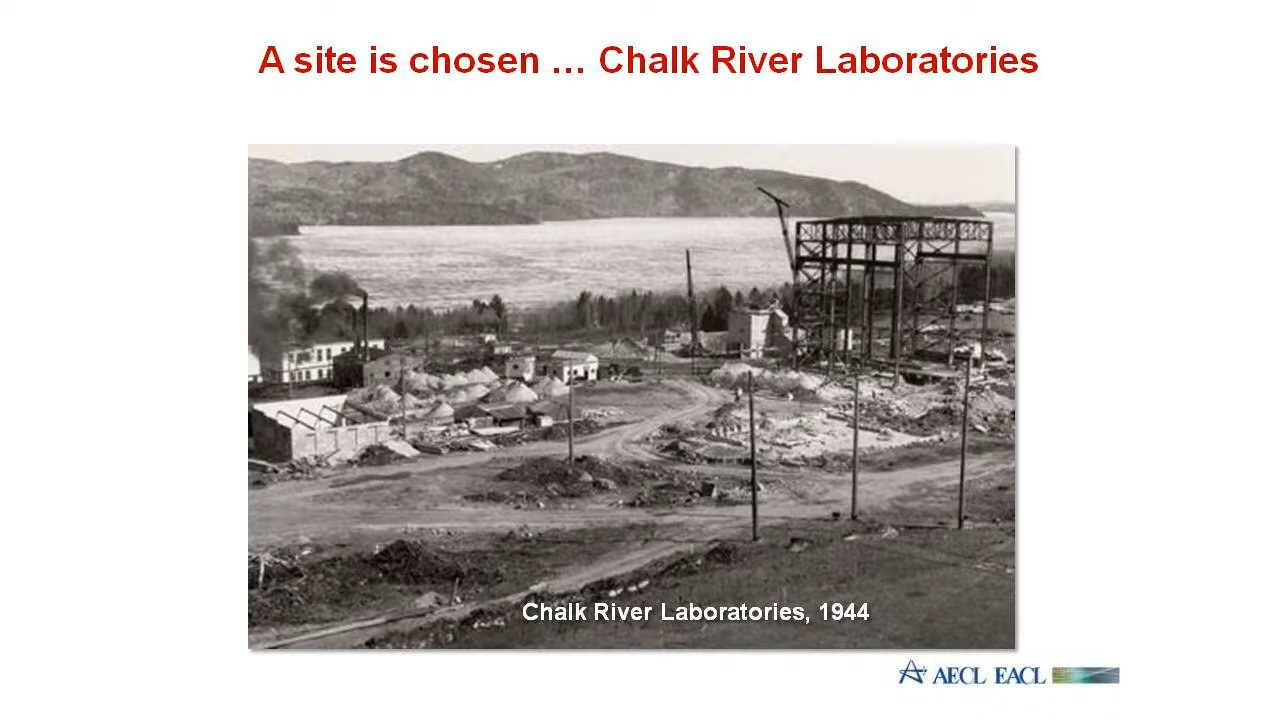 A site is chosen … Chalk River Laboratories
Chalk River Laboratories, 1944
AECL EACL